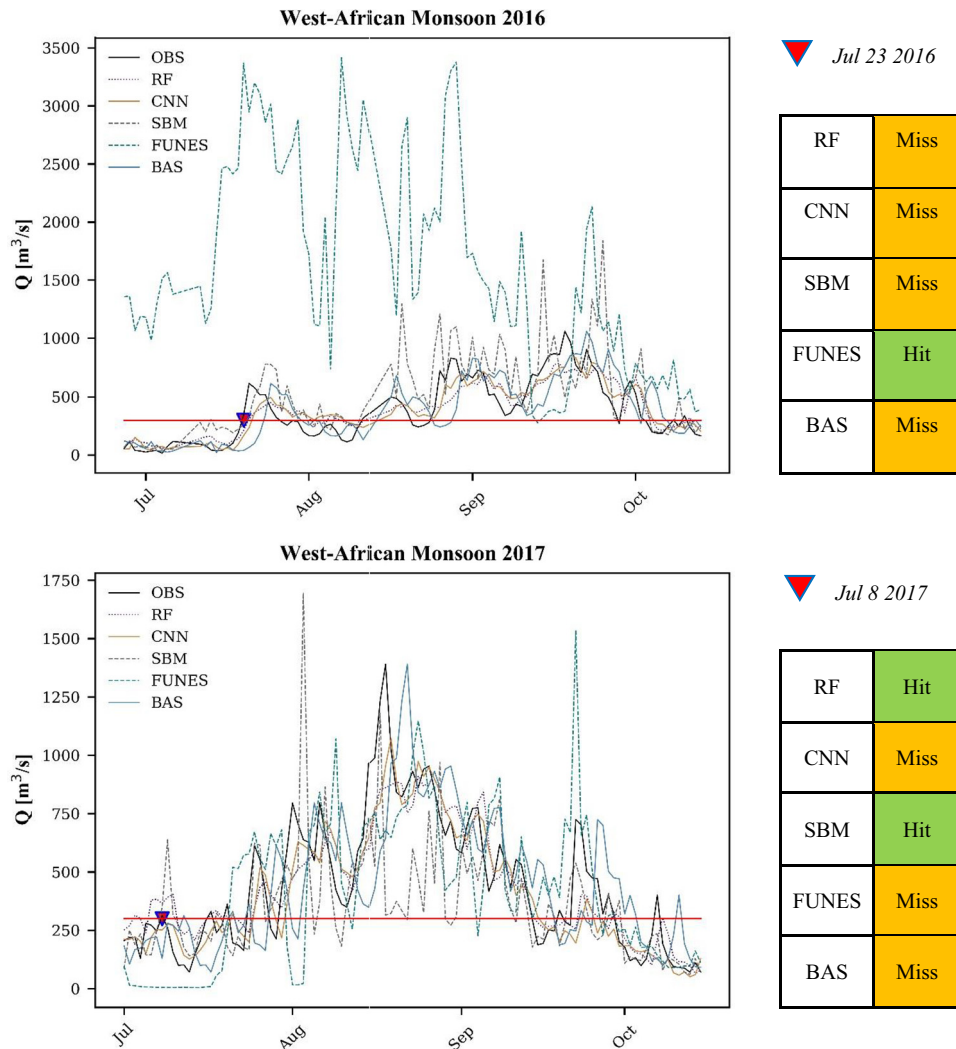 West-African Monsoon 2016
3500
3000
2500
2000
1500
1000
500
0
Q [m³/s]
OBS
RF
CNN
SBM
FUNES
BAS
Jul
Aug
Sep
Oct
Jul 23 2016
RF Miss
CNN Miss
SBM Miss
FUNES Hit
BAS Miss
West-African Monsoon 2017
1750
1500
1250
1000
750
500
250
0
Q [m³/s]
OBS
RF
CNN
SBM
FUNES
BAS
Jul
Aug
Sep
Oct
Jul 8 2017
RF Hit
CNN Miss
SBM Hit
FUNES Miss
BAS Miss